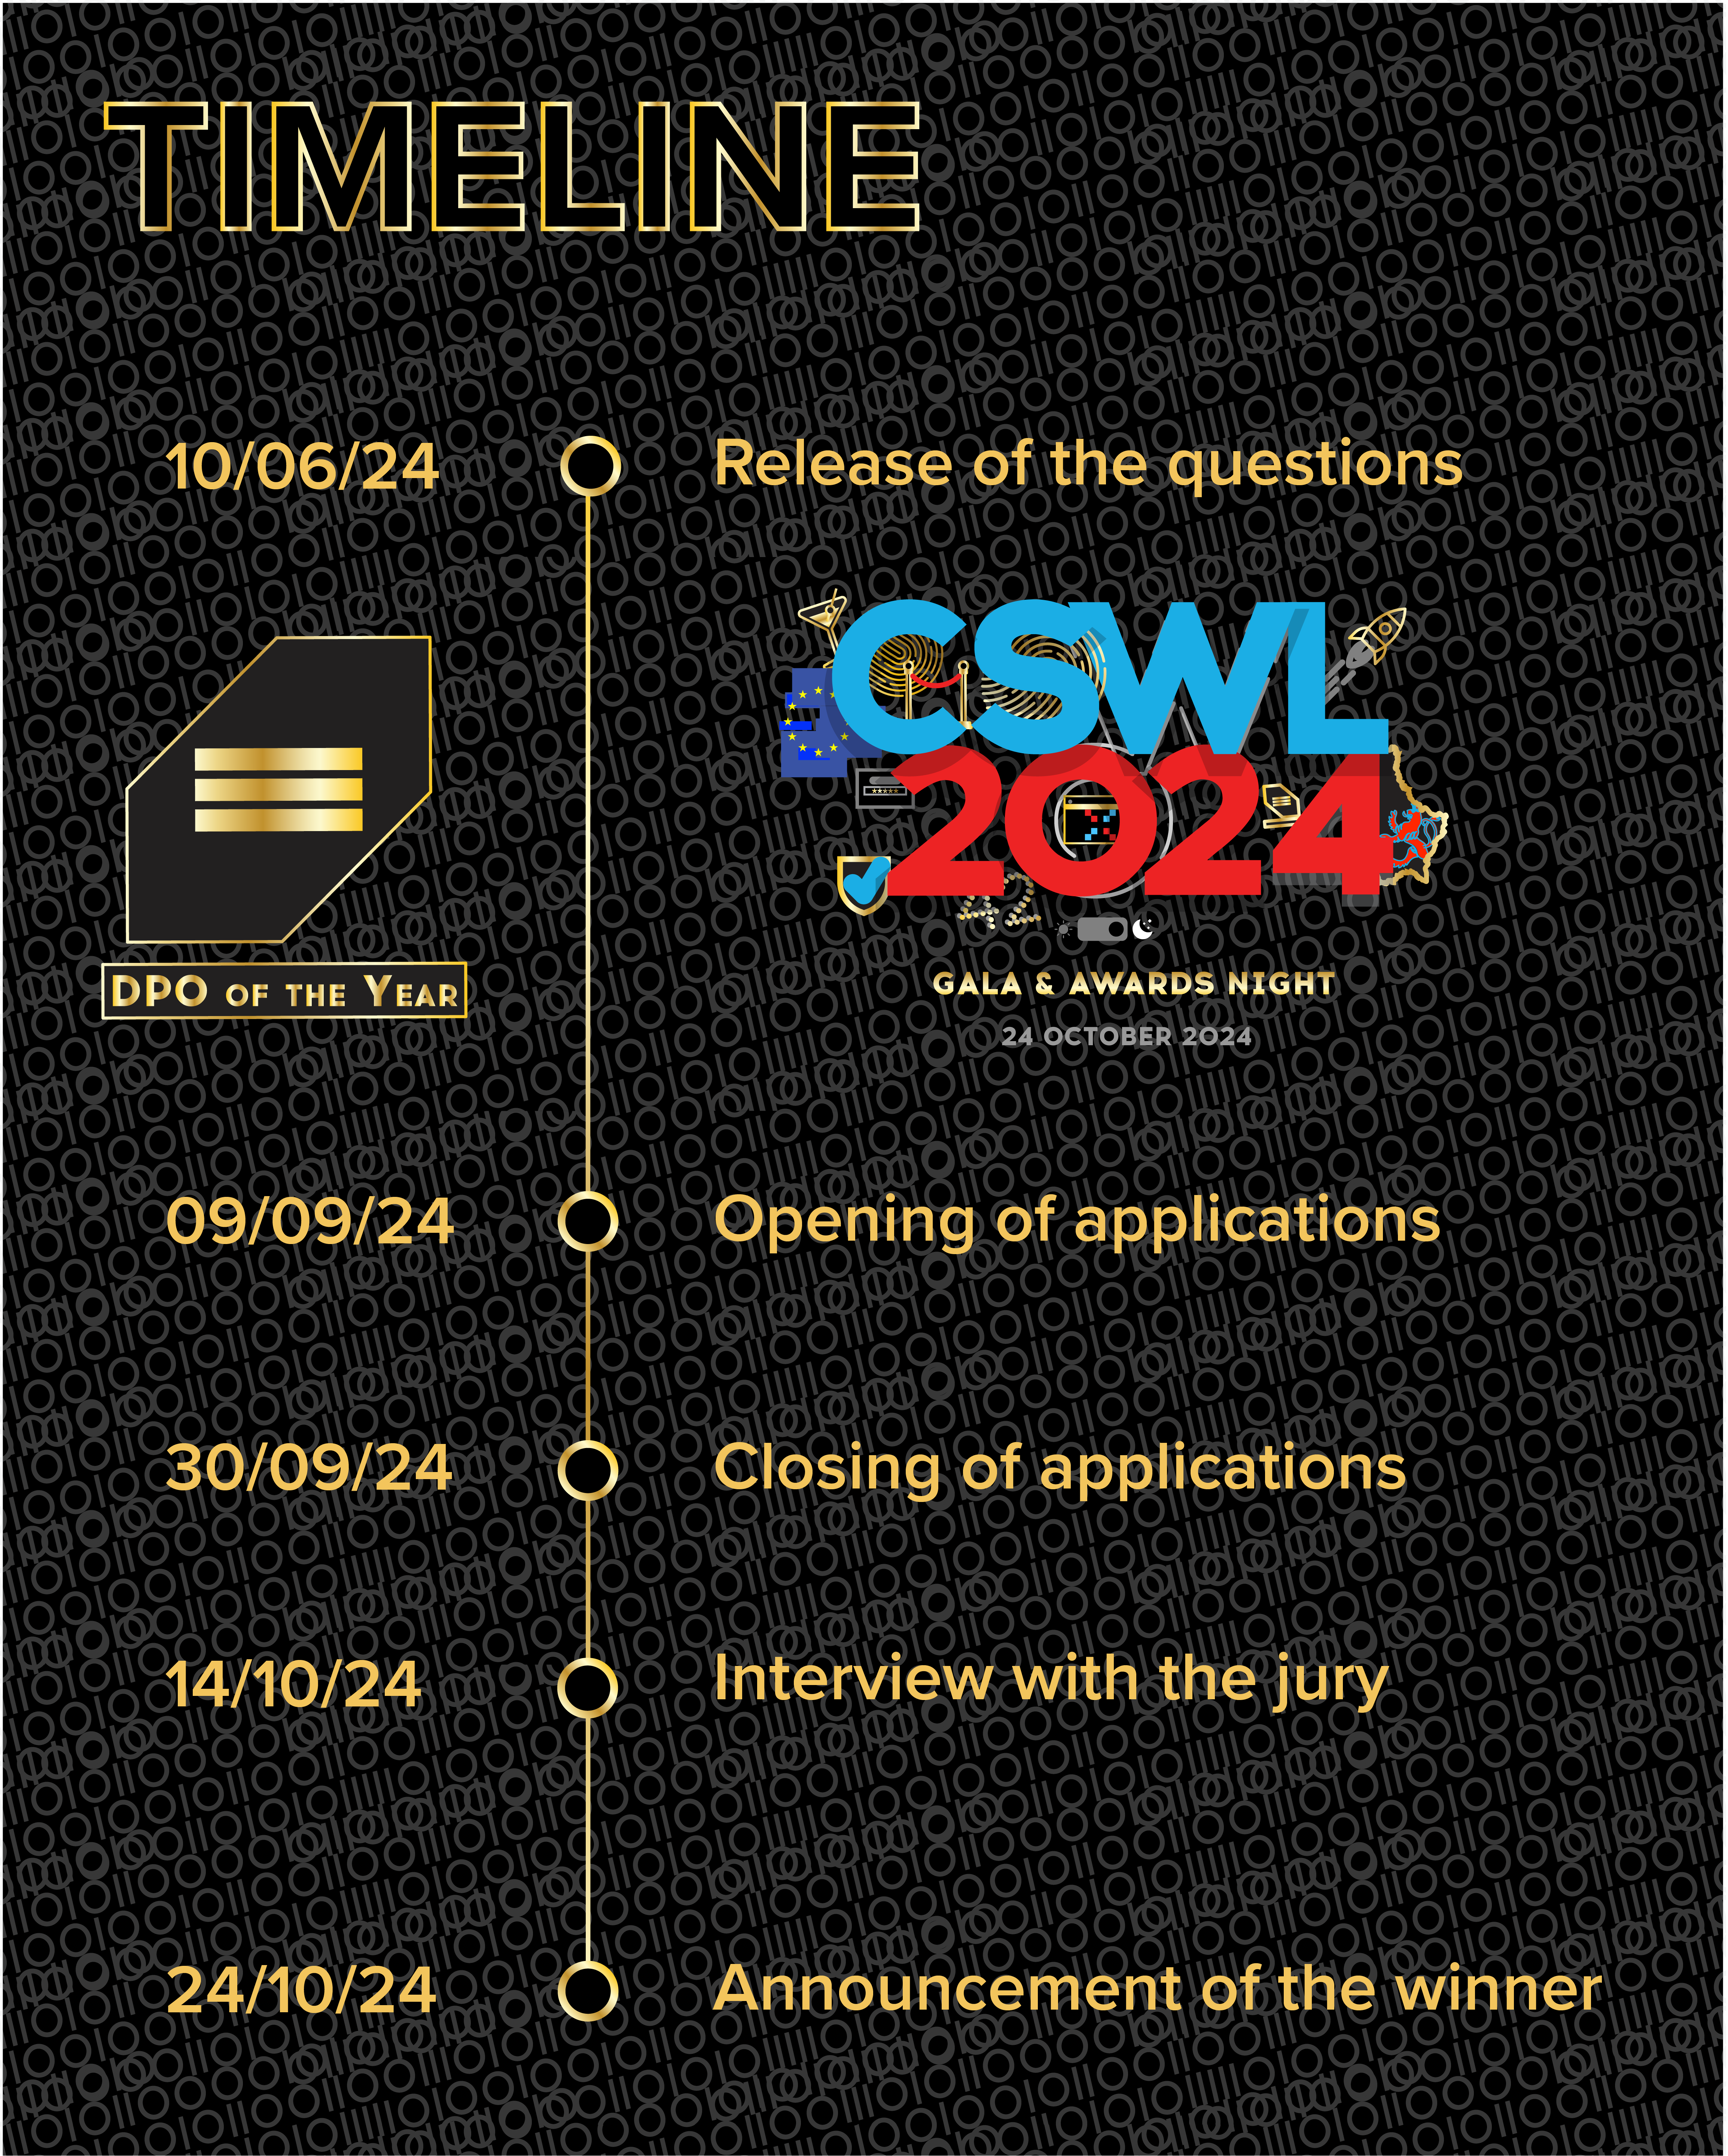 TIMELINE
10/06/24 Release of the questions
DPO OF THE YEAR
CSWL
2024
42
GALA & AWARDS NIGHT
24 OCTOBER 2024
09/09/24 Opening of applications
30/09/24 Closing of applications
14/10/24 Interview with the jury
24/10/24 Announcement of the winner